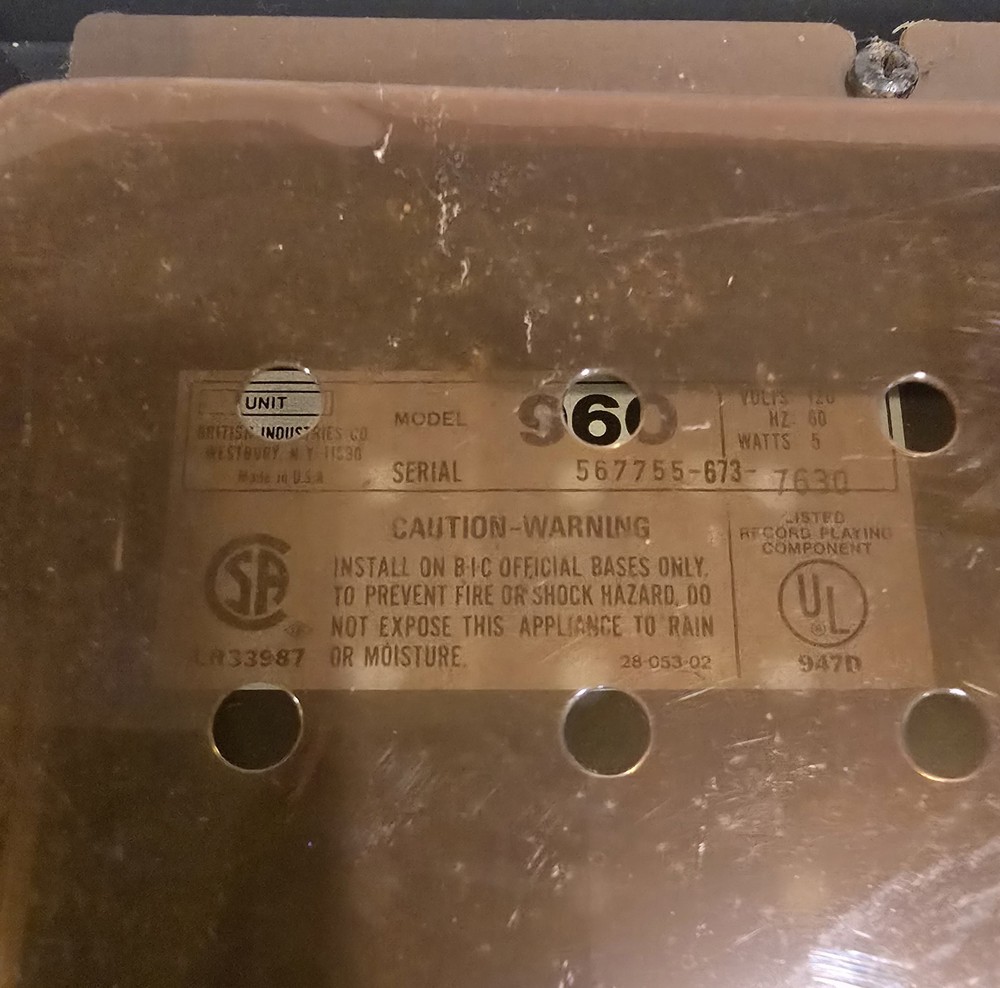 UNIT
BRITISH INDUSTRIES CO
WESTBURY N.Y. 11590
Made in U.S.A
MODEL 960
SERIAL 567755-673-7630
VOLTS 120
HZ 60
WATTS 5
CAUTION-WARNING
INSTALL ON B·I·C OFFICIAL BASES ONLY.
TO PREVENT FIRE OR SHOCK HAZARD, DO
NOT EXPOSE THIS APPLIANCE TO RAIN
OR MOISTURE.
28-053-02
SA
LR33987
LISTED
RECORD PLAYING
COMPONENT
UL
®
947D